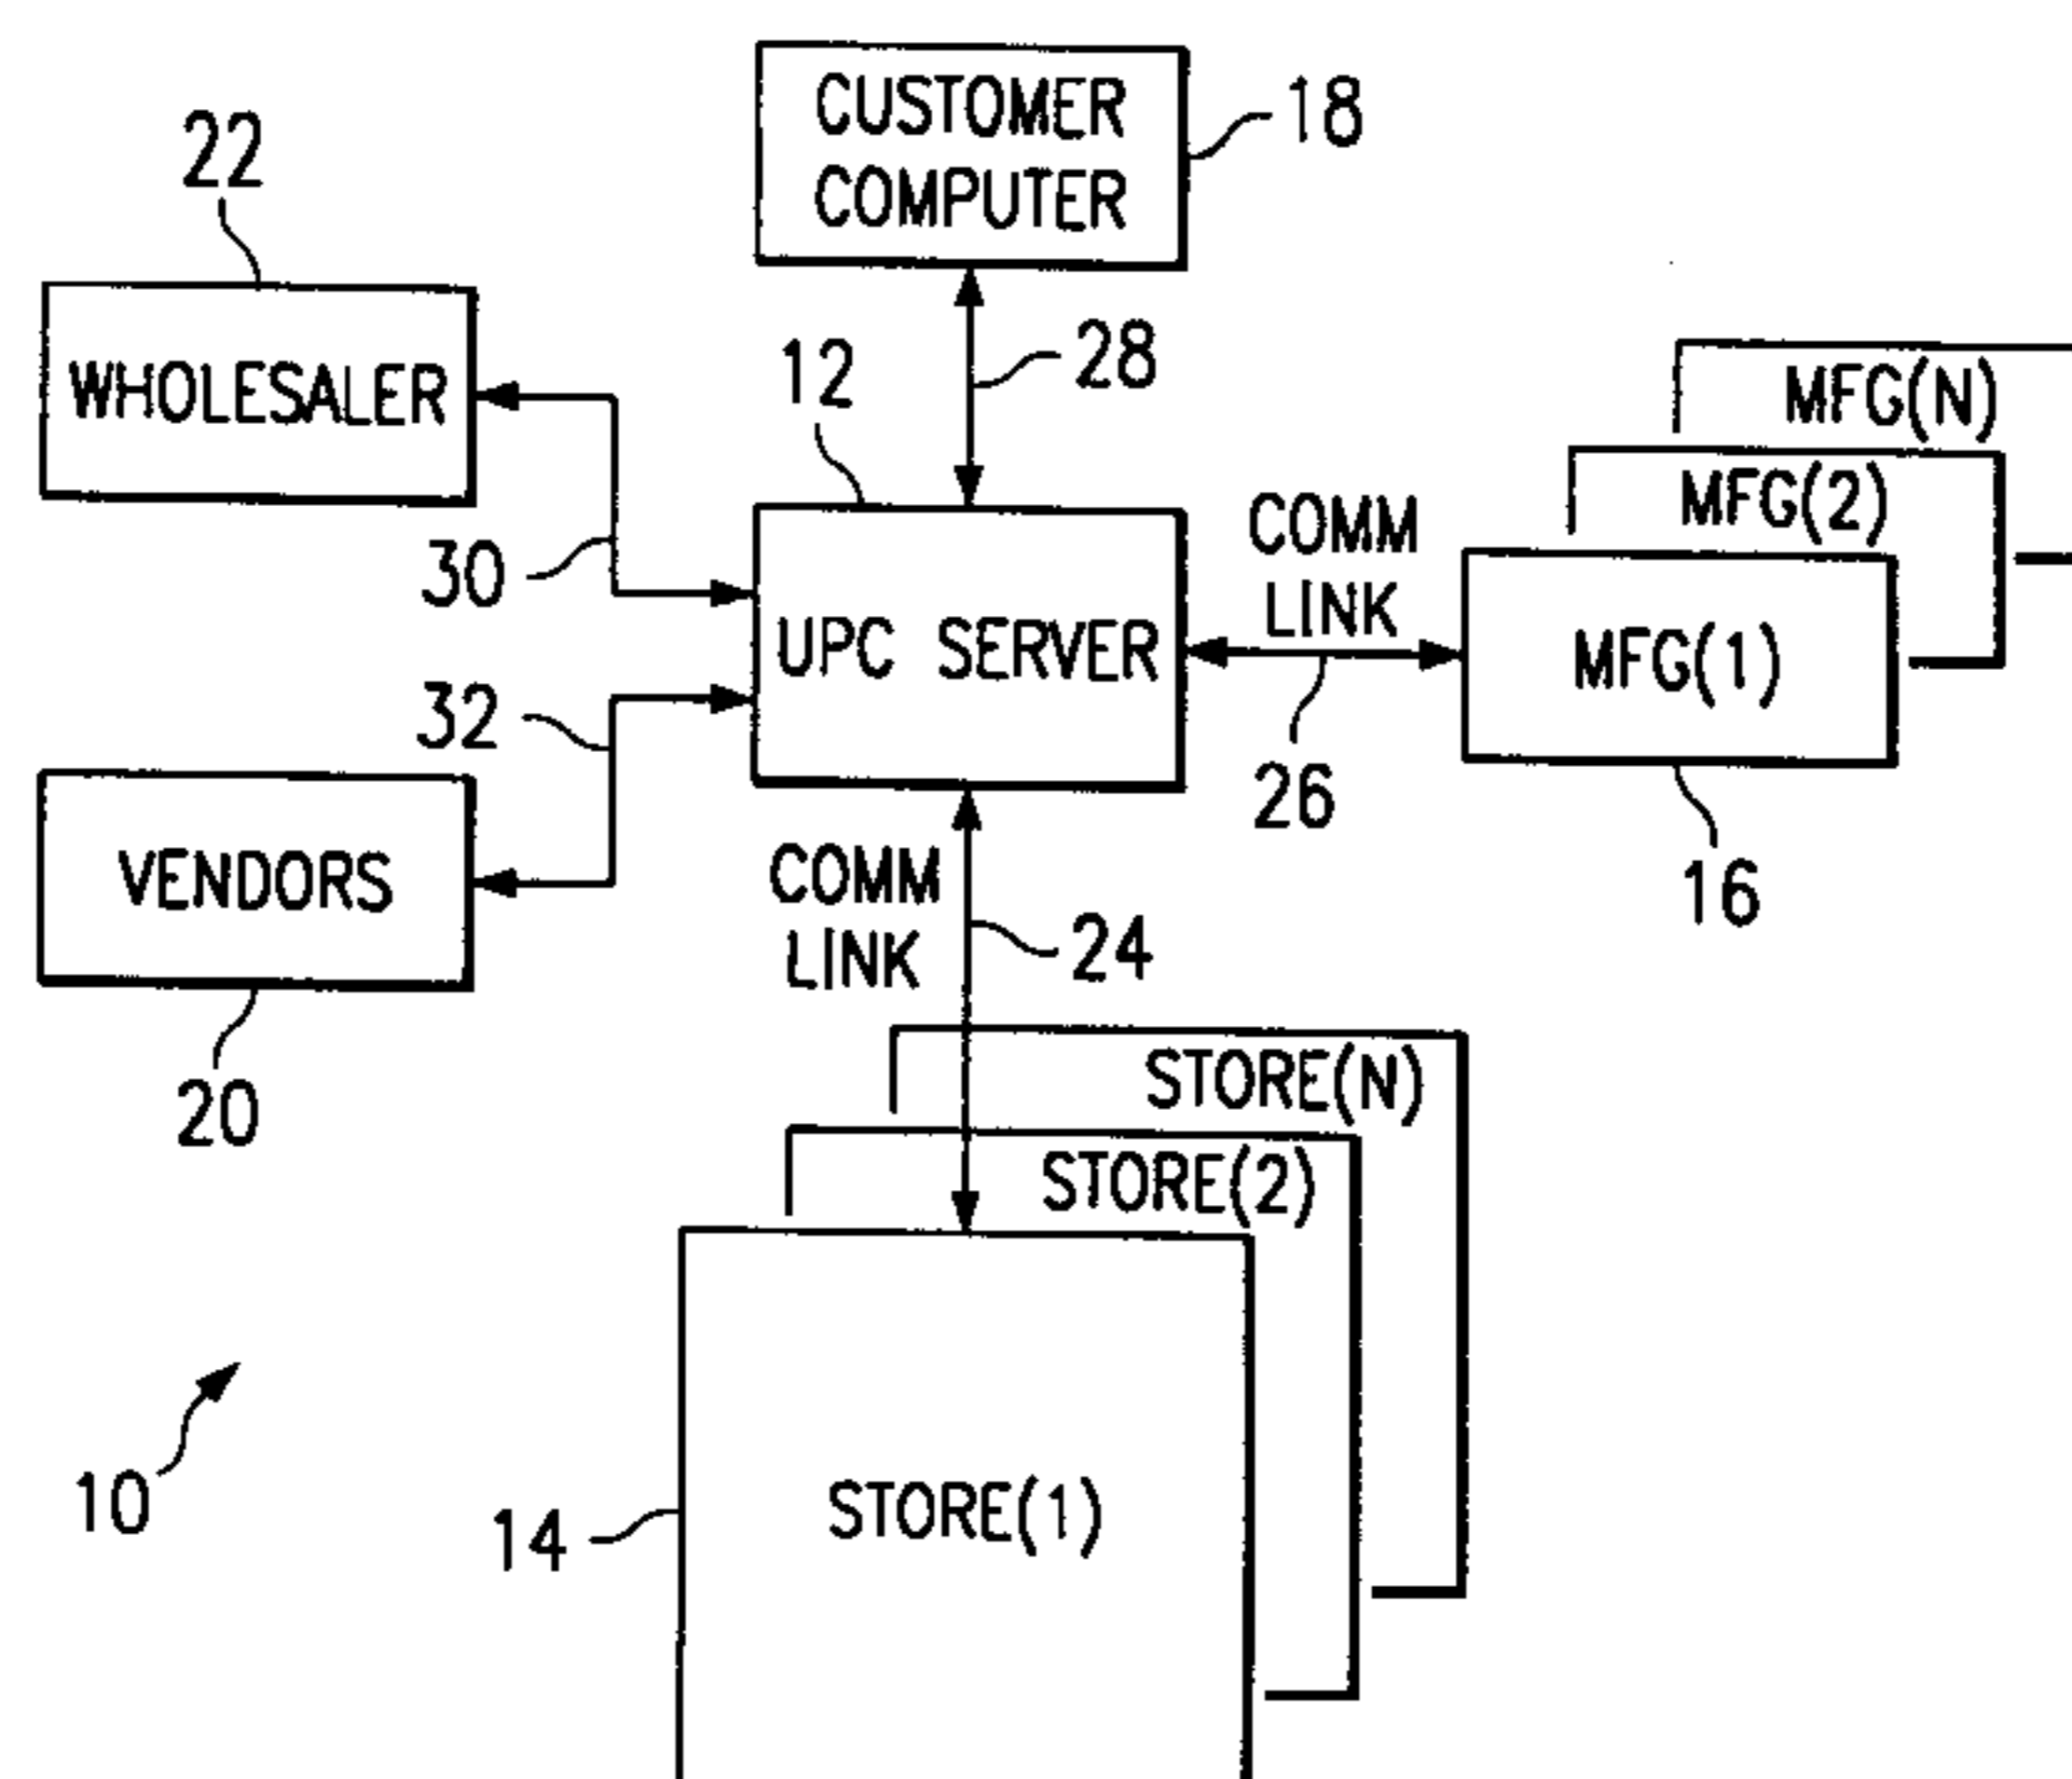 CUSTOMER
COMPUTER
18
22
WHOLESALER
12
28
MFG(N)
MFG(2)
COMM
LINK
30
UPC SERVER
MFG(1)
32
26
VENDORS
COMM
LINK
24
16
20
STORE(N)
STORE(2)
10
14
STORE(1)